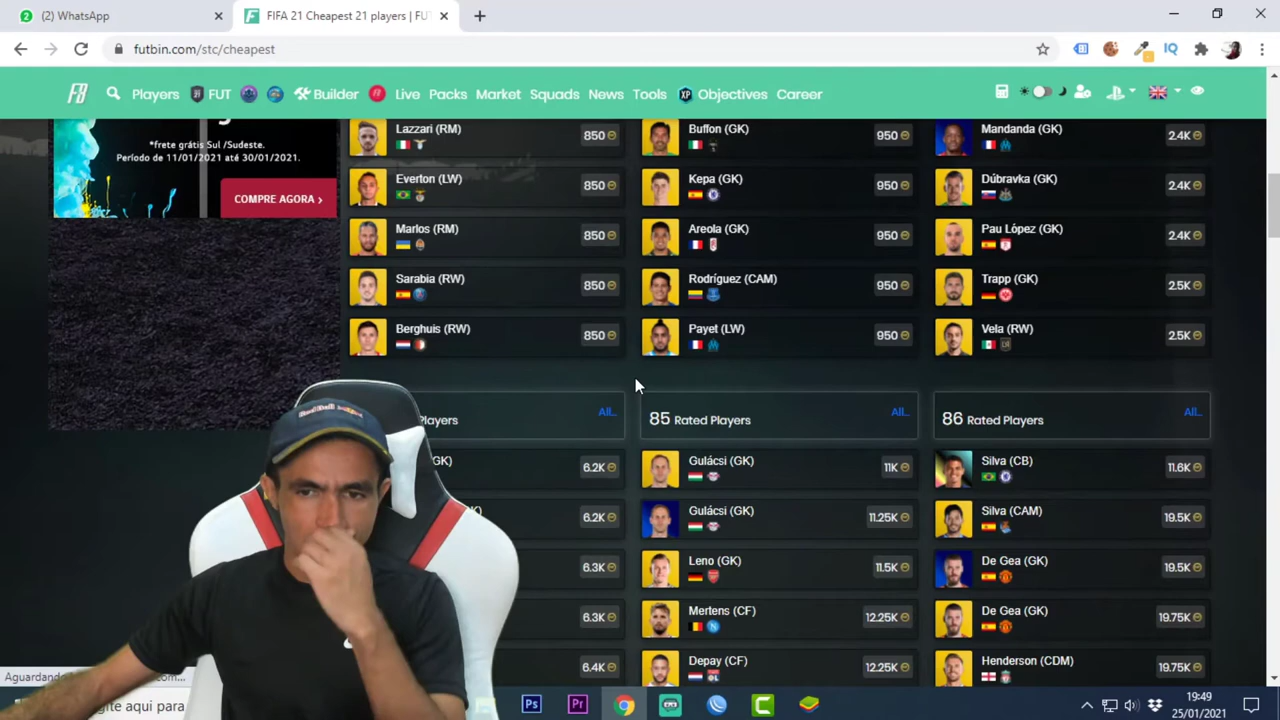 (2) WhatsApp
FIFA 21 Cheapest 21 players | FUT
futbin.com/stc/cheapest
Players FUT Builder Live Packs Market Squads News Tools XP Objectives Career
*frete grátis Sul /Sudeste.
Período de 11/01/2021 até 30/01/2021.
COMPRE AGORA ›
Lazzari (RM) 850
Everton (LW) 850
Marlos (RM) 850
Sarabia (RW) 850
Berghuis (RW) 850
Buffon (GK) 950
Kepa (GK) 950
Areola (GK) 950
Rodríguez (CAM) 950
Payet (LW) 950
Mandanda (GK) 2.4K
Dúbravka (GK) 2.4K
Pau López (GK) 2.4K
Trapp (GK) 2.5K
Vela (RW) 2.5K
Players All..
6.2K
6.2K
6.3K
6.3K
6.4K
85 Rated Players All..
Gulácsi (GK) 11K
Gulácsi (GK) 11.25K
Leno (GK) 11.5K
Mertens (CF) 12.25K
Depay (CF) 12.25K
86 Rated Players All..
Silva (CB) 11.6K
Silva (CAM) 19.5K
De Gea (GK) 19.5K
De Gea (GK) 19.75K
Henderson (CDM) 19.75K
Red Bull
Aguardando
gite aqui para
Ps Pr
19:49
25/01/2021